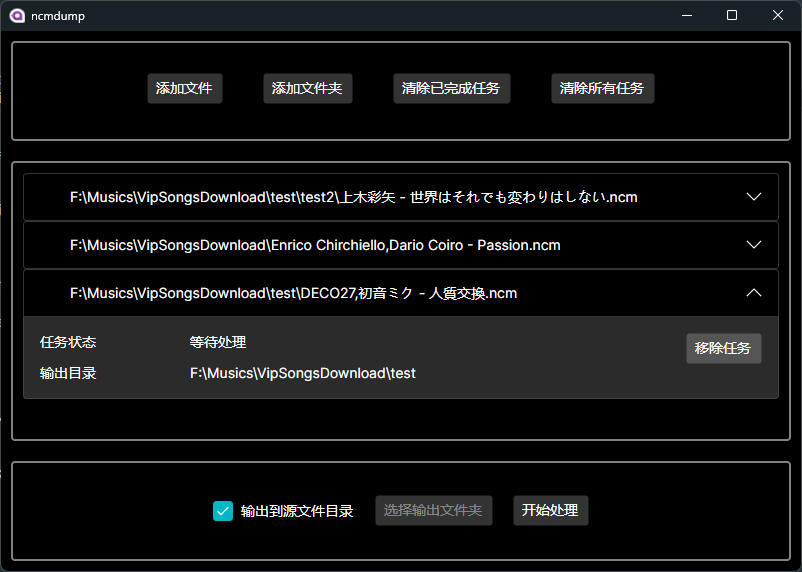 ncmdump
添加文件 添加文件夹 清除已完成任务 清除所有任务
F:\Musics\VipSongsDownload\test\test2\上木彩矢 - 世界はそれでも変わりはしない.ncm
F:\Musics\VipSongsDownload\Enrico Chirchiello,Dario Coiro - Passion.ncm
F:\Musics\VipSongsDownload\test\DECO27,初音ミク - 人質交換.ncm
任务状态 等待处理 移除任务
输出目录 F:\Musics\VipSongsDownload\test
输出到源文件目录 选择输出文件夹 开始处理